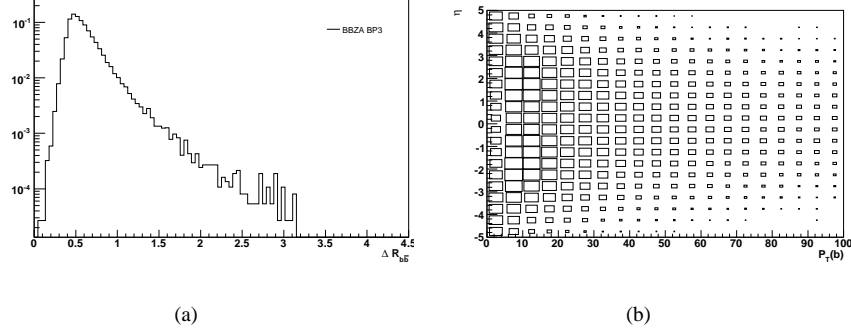 10⁻¹
10⁻²
10⁻³
10⁻⁴
BBZA BP3
0 0.5 1 1.5 2 2.5 3 3.5 4 4.5
Δ R_{bb̅}
(a)
η
5
4
3
2
1
0
-1
-2
-3
-4
-5
0 10 20 30 40 50 60 70 80 90 100
P_T(b)
(b)